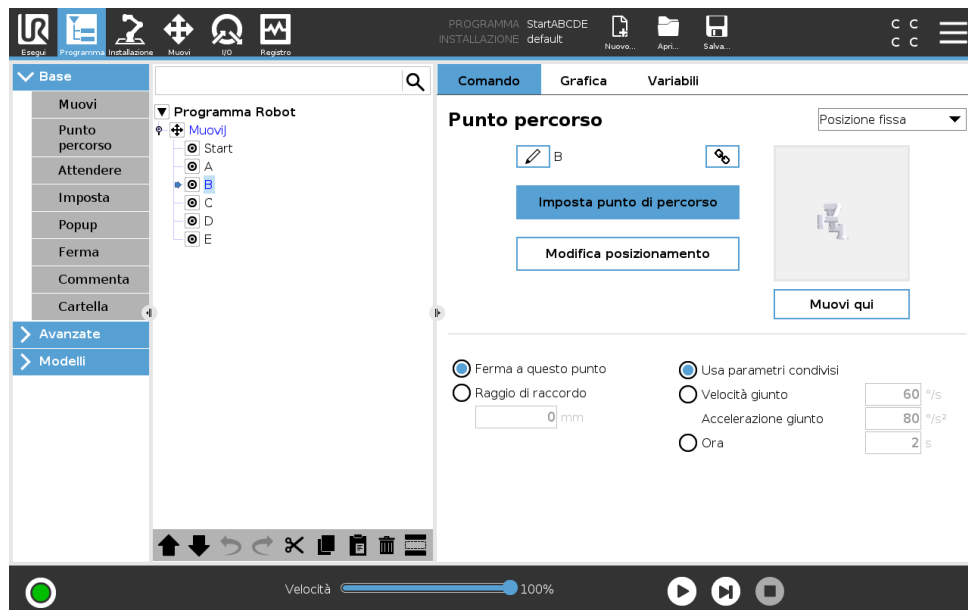 UR
Esegui
Programma
Installazione
Muovi
I/O
Registro
PROGRAMMA StartABCDE
INSTALLAZIONE default
Nuovo...
Apri...
Salva...
C C
C C
Base
Muovi
Punto
percorso
Attendere
Imposta
Popup
Ferma
Commenta
Cartella
Avanzate
Modelli
Programma Robot
MuoviJ
Start
A
B
C
D
E
Comando Grafica Variabili
Punto percorso
Posizione fissa
B
Imposta punto di percorso
Modifica posizionamento
Muovi qui
Ferma a questo punto
Raggio di raccordo
0 mm
Usa parametri condivisi
Velocità giunto 60 °/s
Accelerazione giunto 80 °/s²
Ora 2 s
Velocità 100%